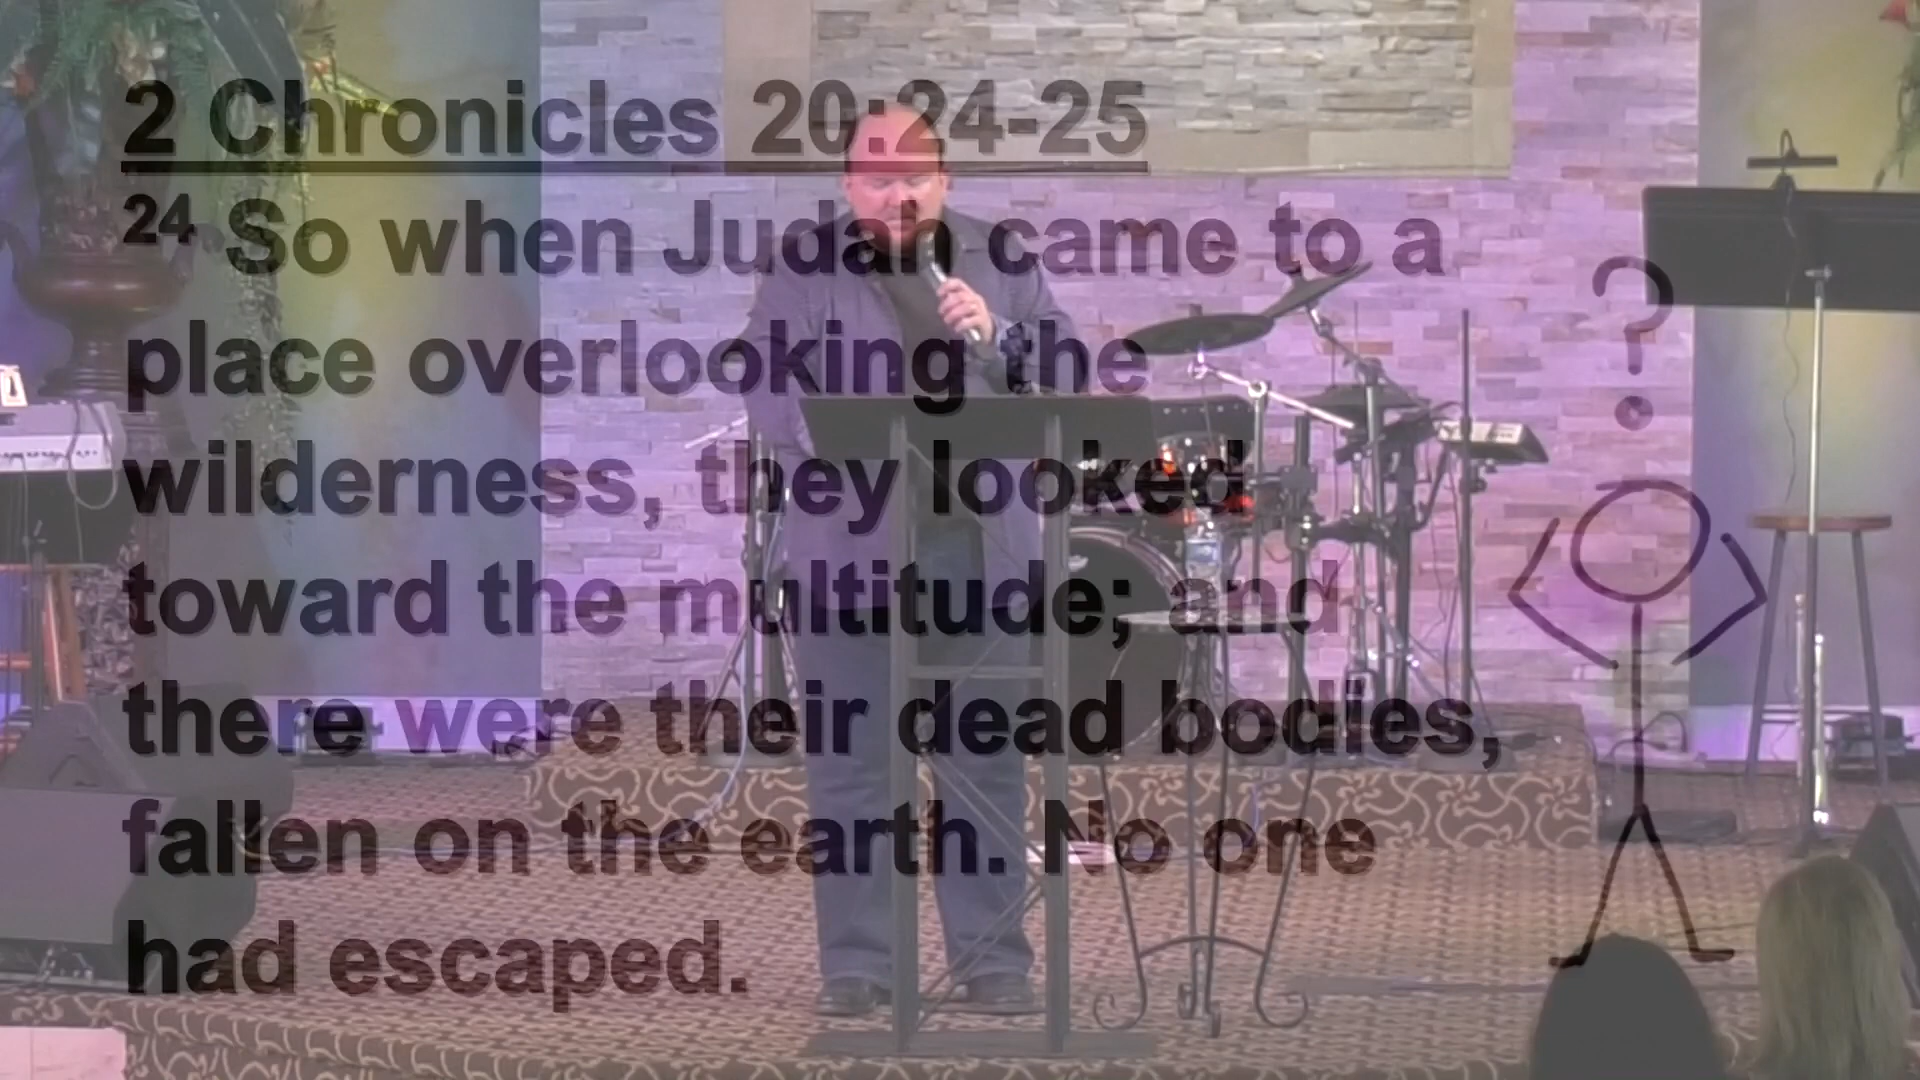 2 Chronicles 20:24-25
24 So when Judah came to a
place overlooking the
wilderness, they looked
toward the multitude; and
there were their dead bodies,
fallen on the earth. No one
had escaped.
?